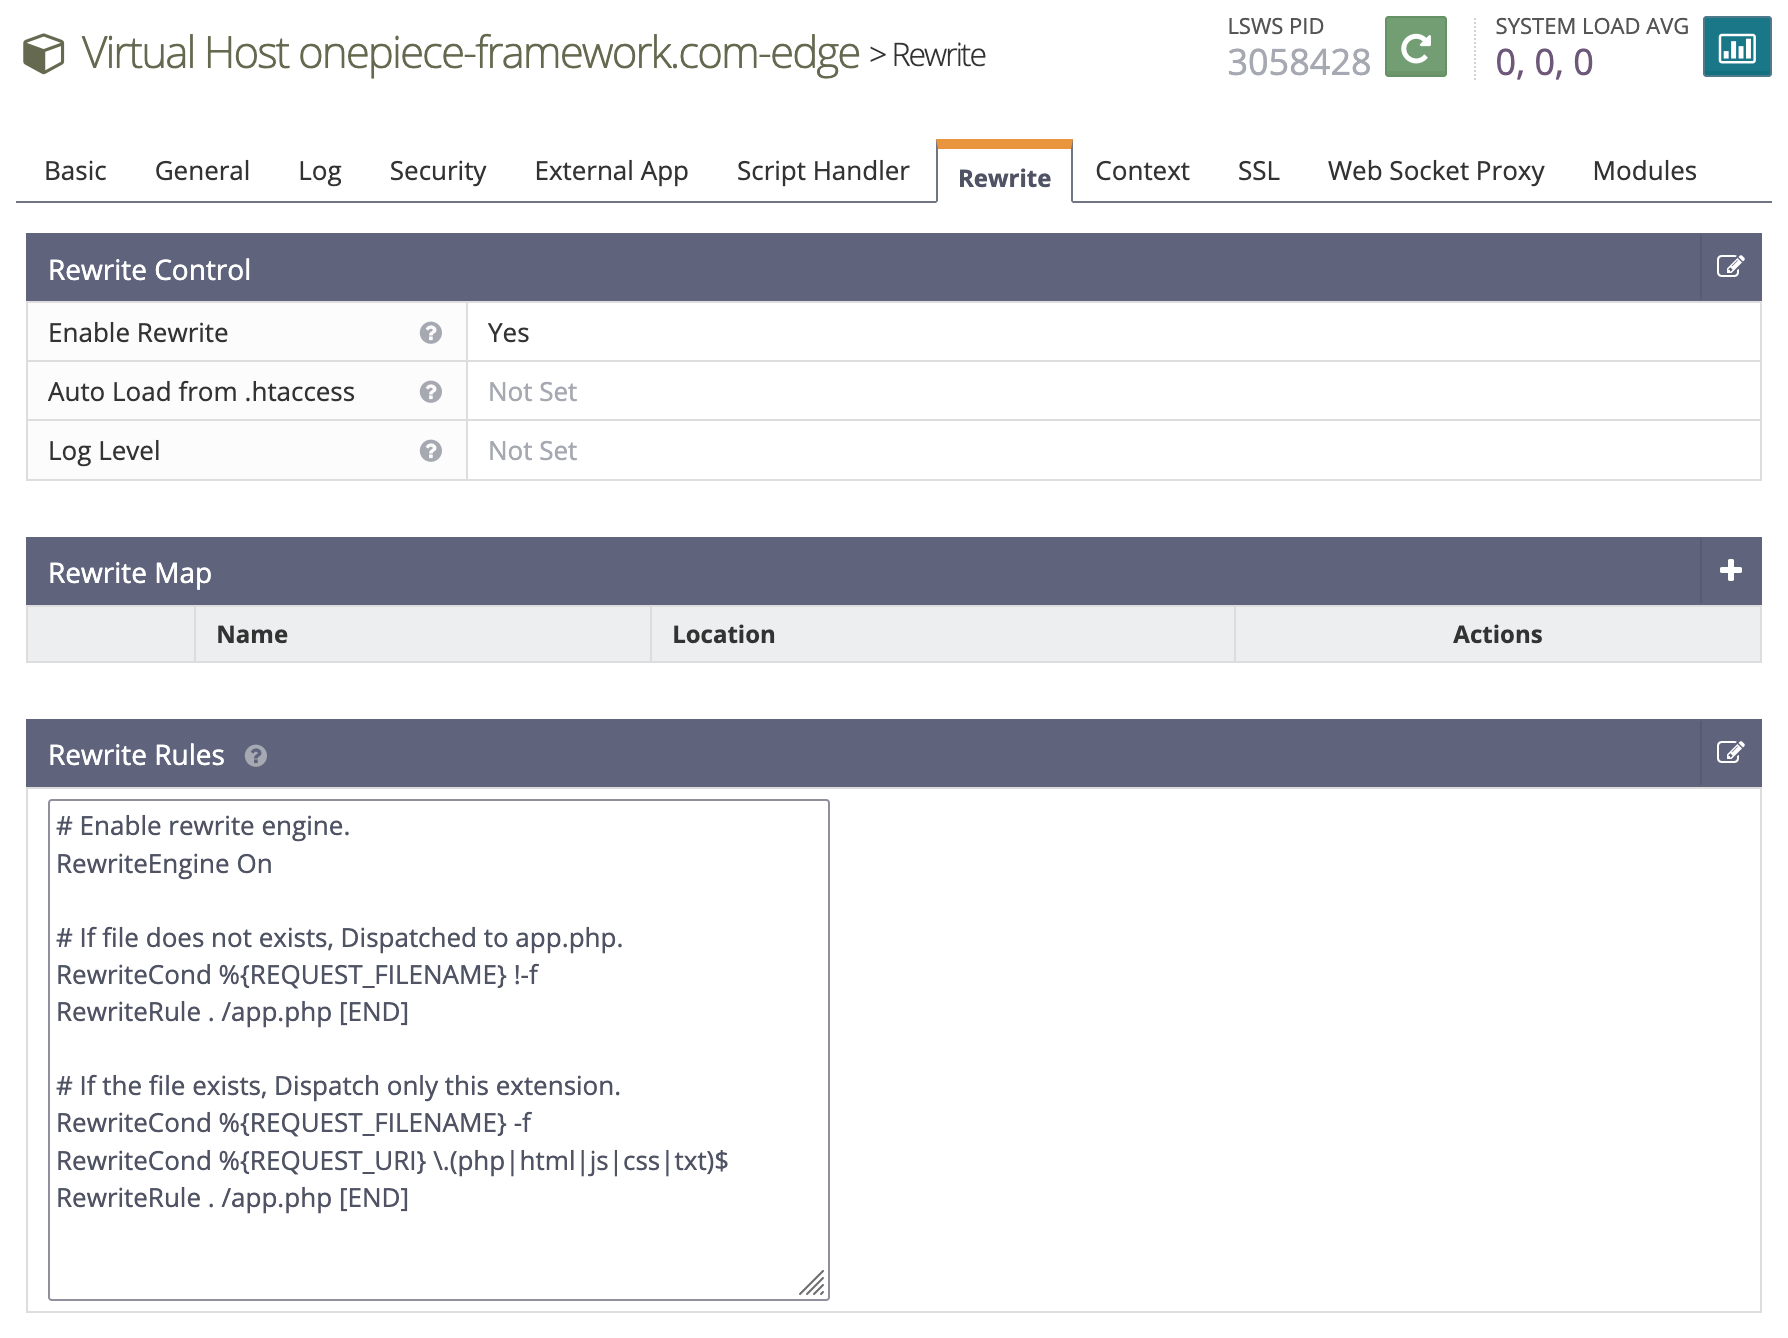 Virtual Host onepiece-framework.com-edge > Rewrite
LSWS PID
3058428
SYSTEM LOAD AVG
0, 0, 0
Basic General Log Security External App Script Handler Rewrite Context SSL Web Socket Proxy Modules
Rewrite Control
Enable Rewrite ? Yes
Auto Load from .htaccess ? Not Set
Log Level ? Not Set
Rewrite Map
Name Location Actions
Rewrite Rules ?
# Enable rewrite engine.
RewriteEngine On
# If file does not exists, Dispatched to app.php.
RewriteCond %{REQUEST_FILENAME} !-f
RewriteRule . /app.php [END]
# If the file exists, Dispatch only this extension.
RewriteCond %{REQUEST_FILENAME} -f
RewriteCond %{REQUEST_URI} \.(php|html|js|css|txt)$
RewriteRule . /app.php [END]